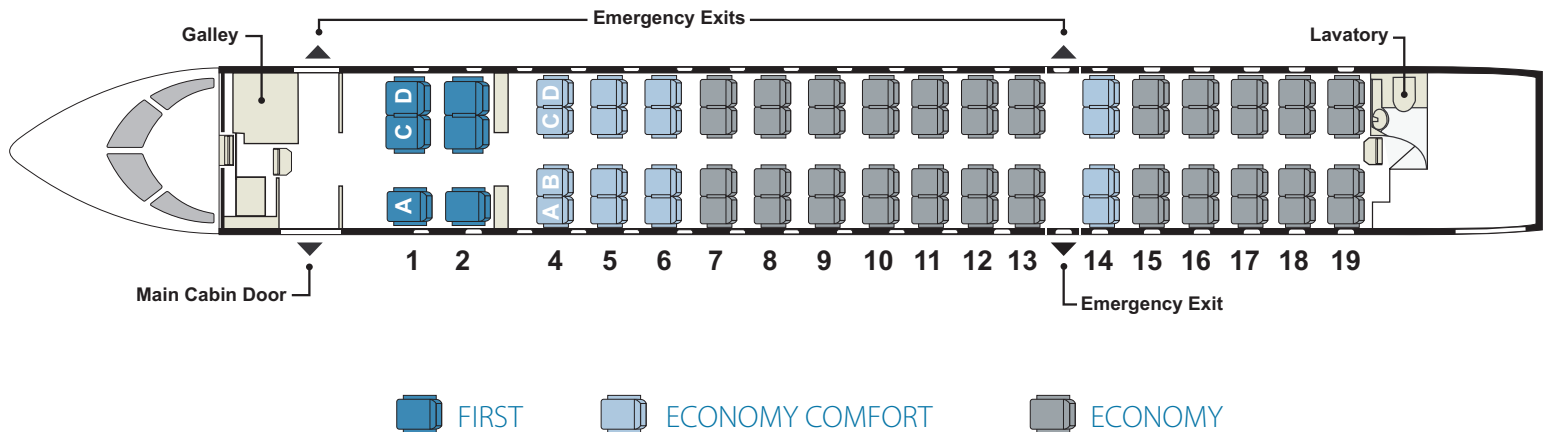 Emergency Exits
Galley
Lavatory
D
C
D
C
A
B
A
1 2 4 5 6 7 8 9 10 11 12 13 14 15 16 17 18 19
Main Cabin Door
Emergency Exit
FIRST ECONOMY COMFORT ECONOMY